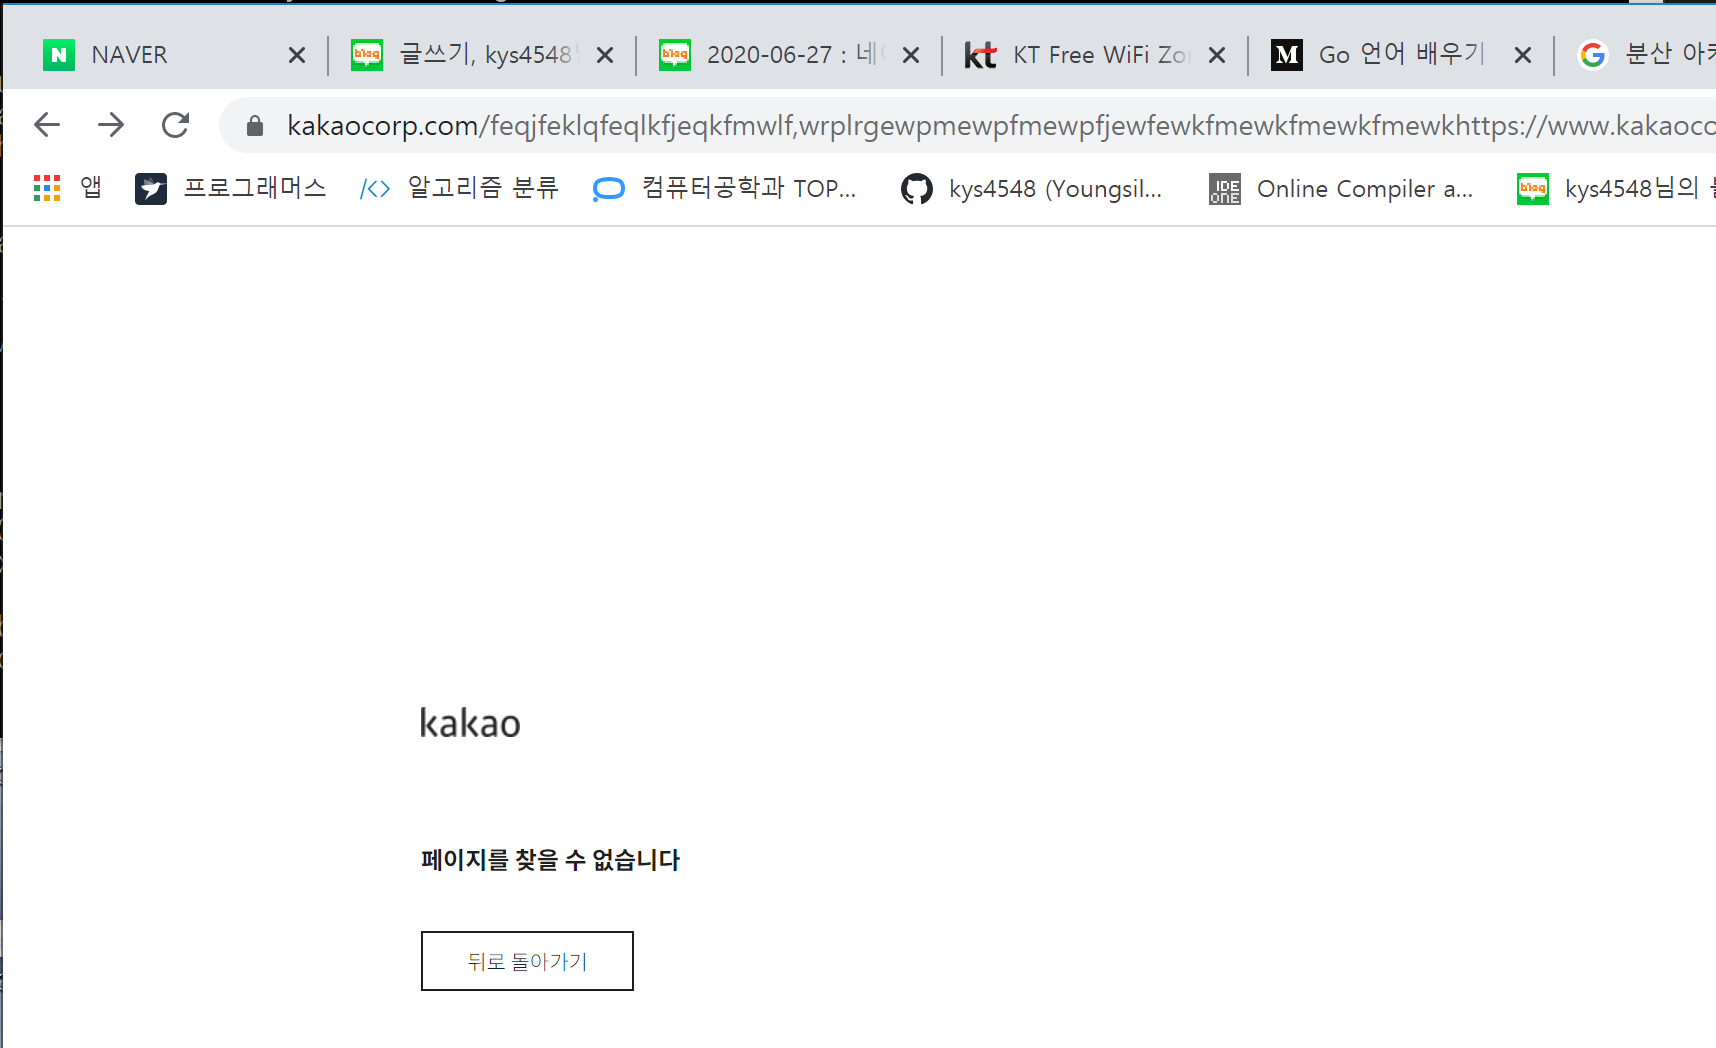 NAVER 글쓰기, kys4548 2020-06-27 : 네 KT Free WiFi Zo Go 언어 배우기 분산
kakaocorp.com/feqjfeklqfeqlkfjeqkfmwlf,wrplrgewpmewpfmewpfjewfewkfmewkfmewkfmewkhttps://www.kakaoco
앱 프로그래머스 /<> 알고리즘 분류 컴퓨터공학과 TOP... kys4548 (Youngsil... Online Compiler a... kys4548님의
kakao
페이지를 찾을 수 없습니다
뒤로 돌아가기